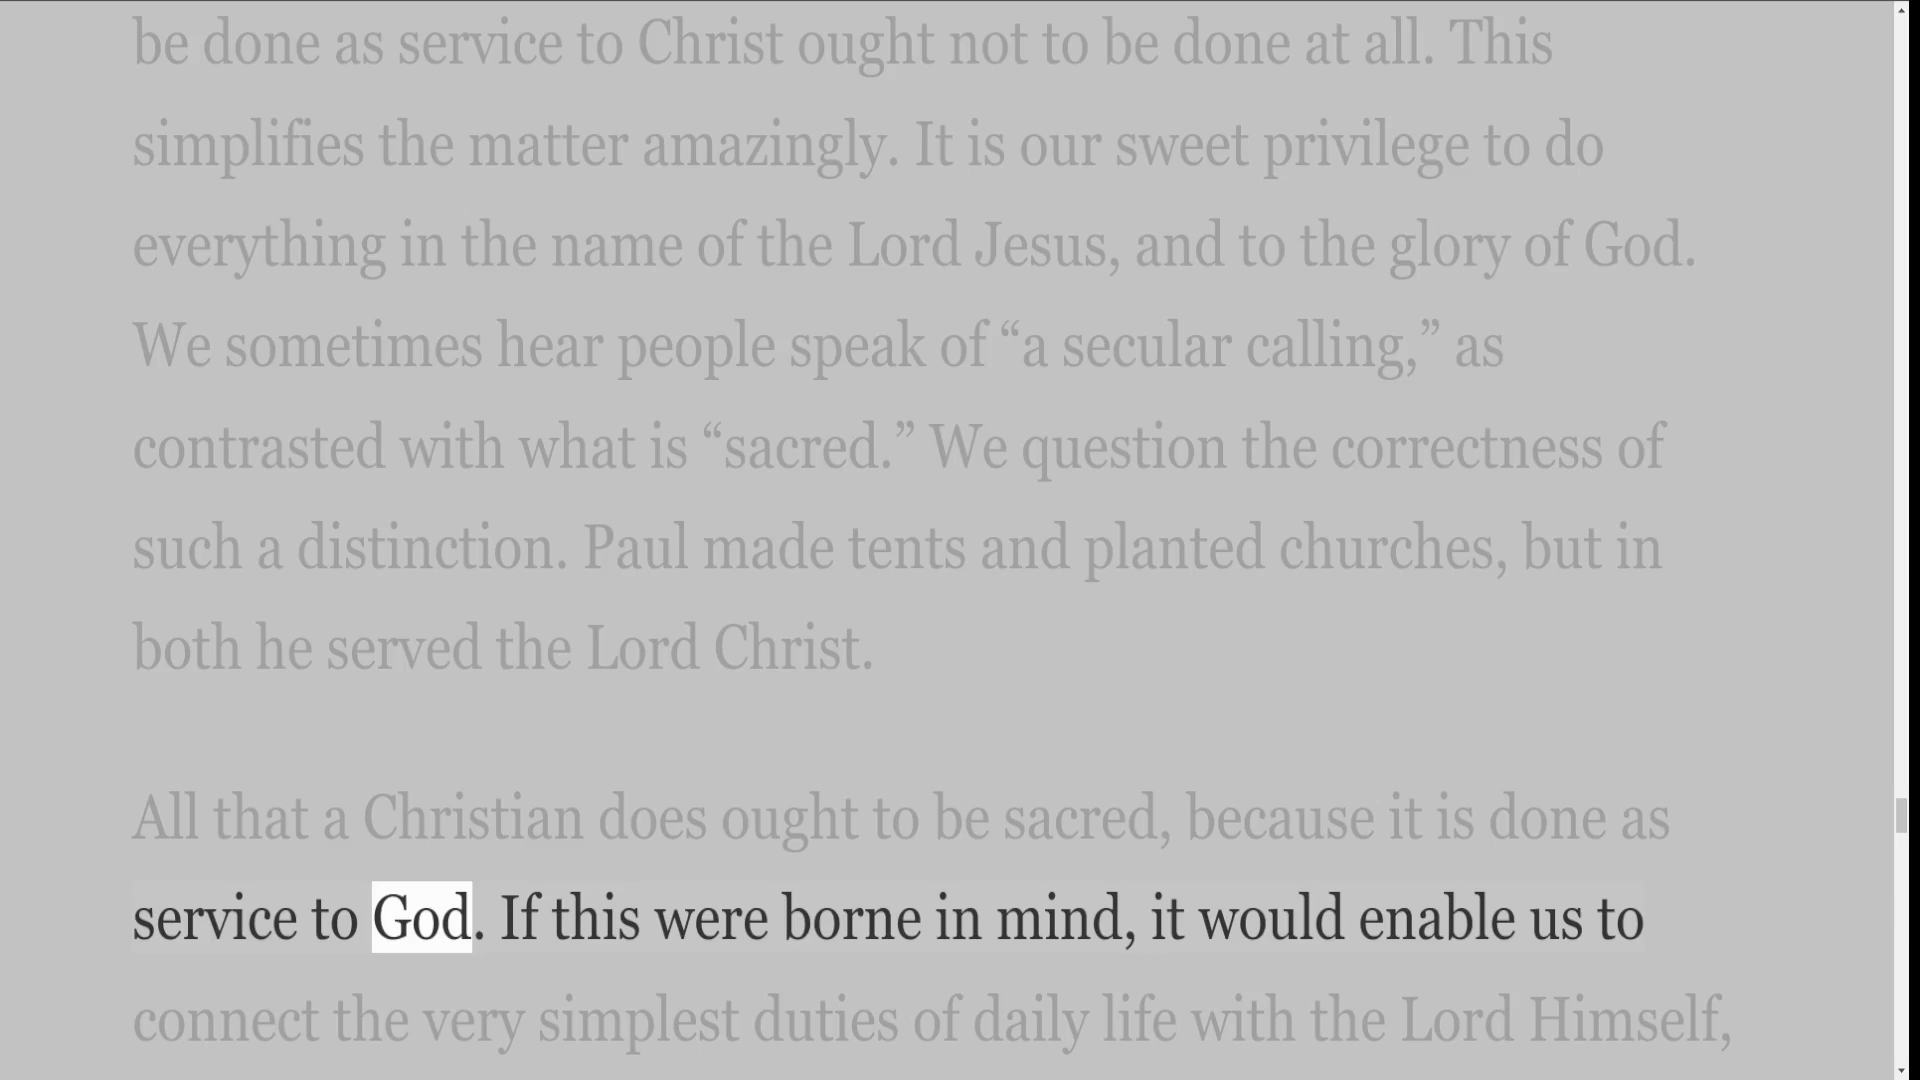 be done as service to Christ ought not to be done at all. This
simplifies the matter amazingly. It is our sweet privilege to do
everything in the name of the Lord Jesus, and to the glory of God.
We sometimes hear people speak of “a secular calling,” as
contrasted with what is “sacred.” We question the correctness of
such a distinction. Paul made tents and planted churches, but in
both he served the Lord Christ.
All that a Christian does ought to be sacred, because it is done as
service to God. If this were borne in mind, it would enable us to
connect the very simplest duties of daily life with the Lord Himself,